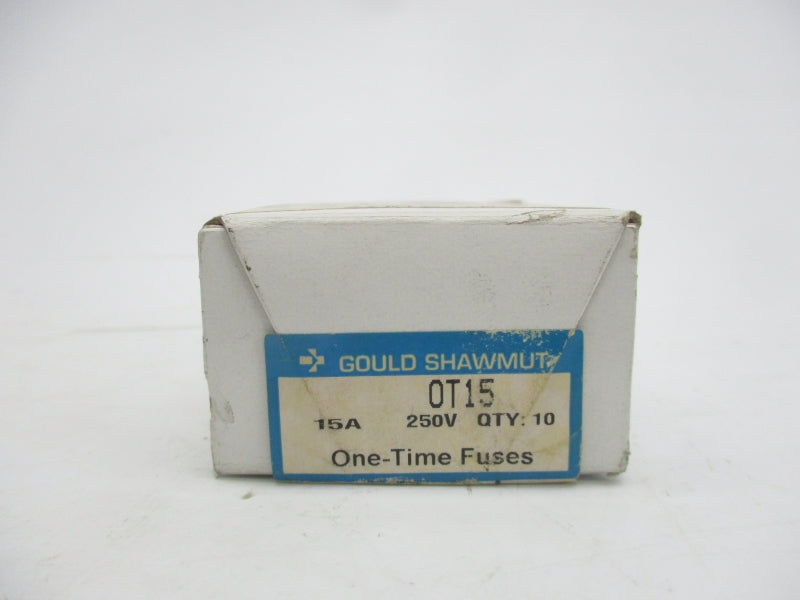 GOULD SHAWMUT
OT15
15A 250V QTY: 10
One-Time Fuses